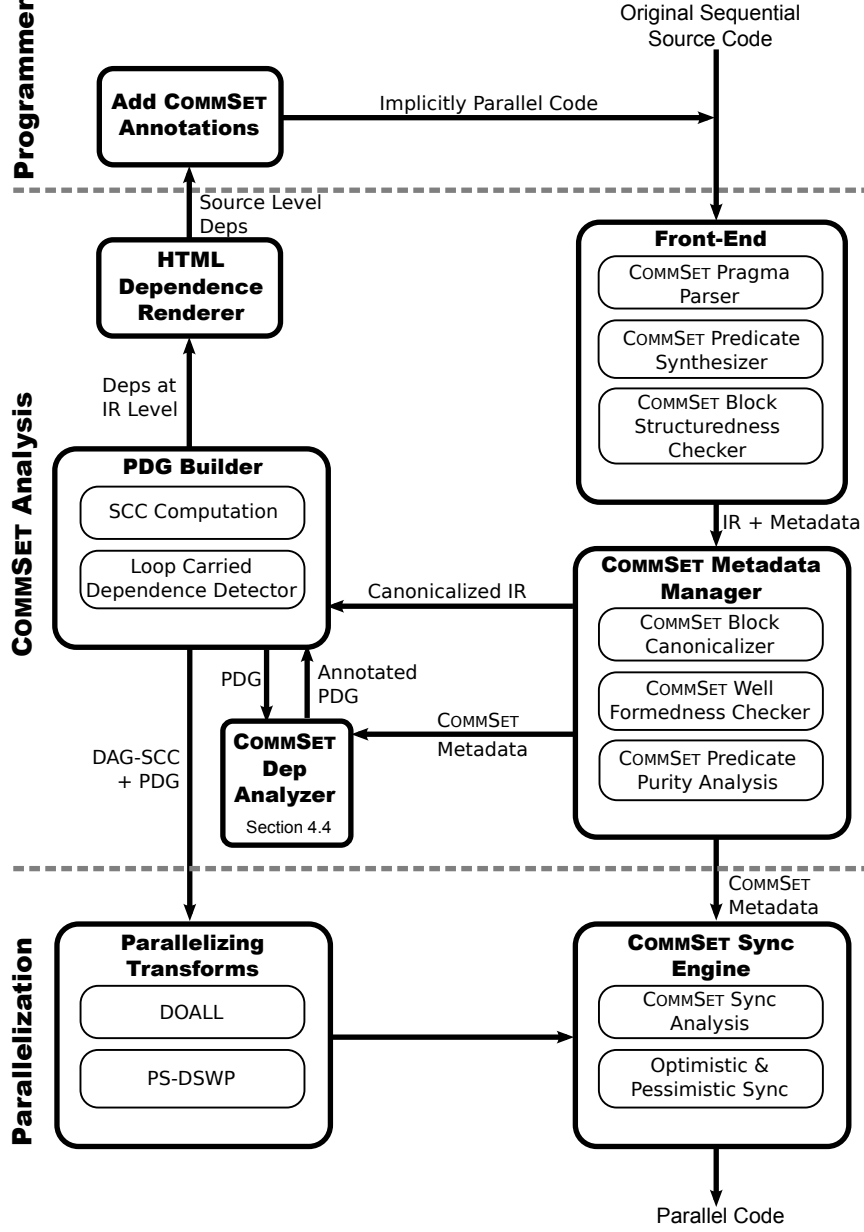 Programmer
Original Sequential
Source Code
Add COMMSET
Annotations
Implicitly Parallel Code
Source Level
Deps
COMMSET Analysis
HTML
Dependence
Renderer
Front-End
COMMSET Pragma
Parser
COMMSET Predicate
Synthesizer
COMMSET Block
Structuredness
Checker
Deps at
IR Level
PDG Builder
SCC Computation
Loop Carried
Dependence Detector
IR + Metadata
COMMSET Metadata
Manager
COMMSET Block
Canonicalizer
COMMSET Well
Formedness Checker
COMMSET Predicate
Purity Analysis
Canonicalized IR
PDG
Annotated
PDG
COMMSET
Metadata
COMMSET
Dep
Analyzer
Section 4.4
DAG-SCC
+ PDG
COMMSET
Metadata
Parallelization
Parallelizing
Transforms
DOALL
PS-DSWP
COMMSET Sync
Engine
COMMSET Sync
Analysis
Optimistic &
Pessimistic Sync
Parallel Code